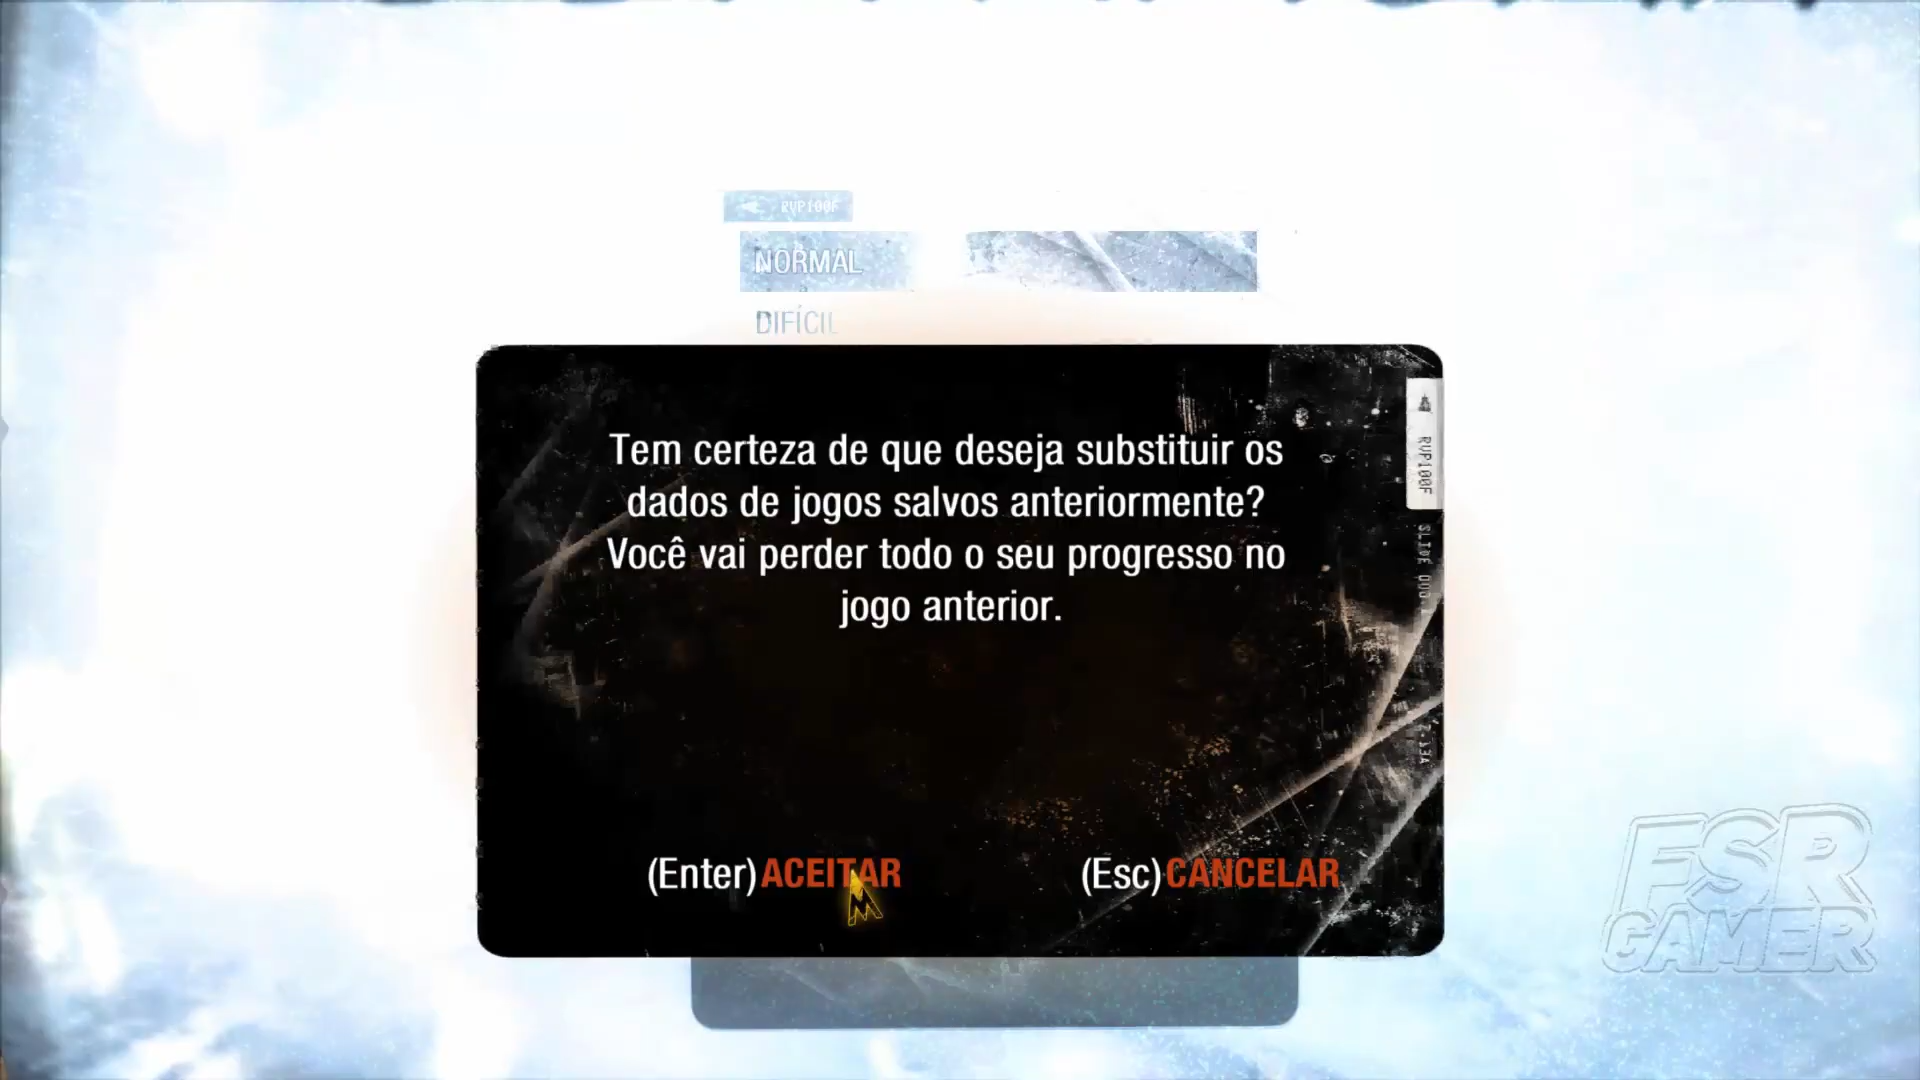 RVP100F
NORMAL
DIFÍCIL
Tem certeza de que deseja substituir os
dados de jogos salvos anteriormente?
Você vai perder todo o seu progresso no
jogo anterior.
(Enter) ACEITAR
(Esc) CANCELAR
RVP100F
SLIDE
FSR
GAMER